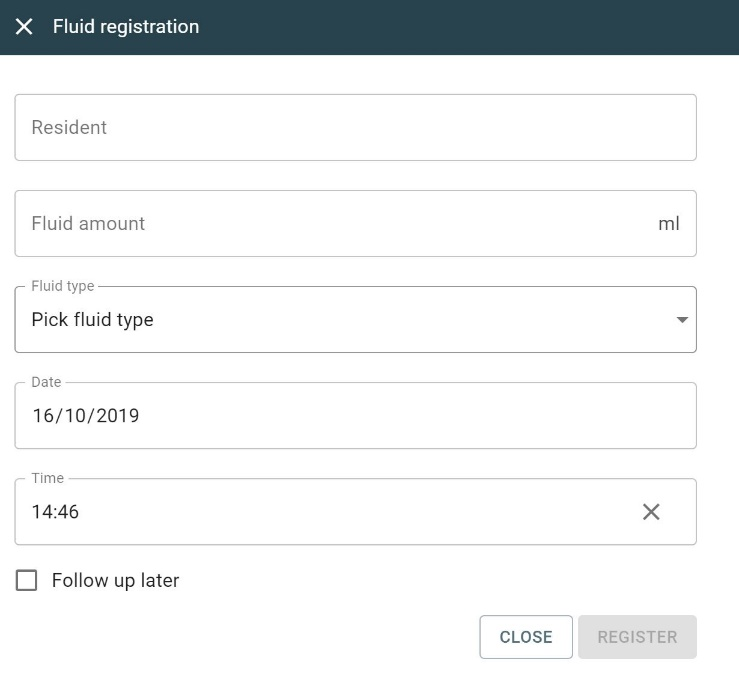 Fluid registration
Resident
Fluid amount ml
Fluid type
Pick fluid type
Date
16/10/2019
Time
14:46
Follow up later
CLOSE REGISTER